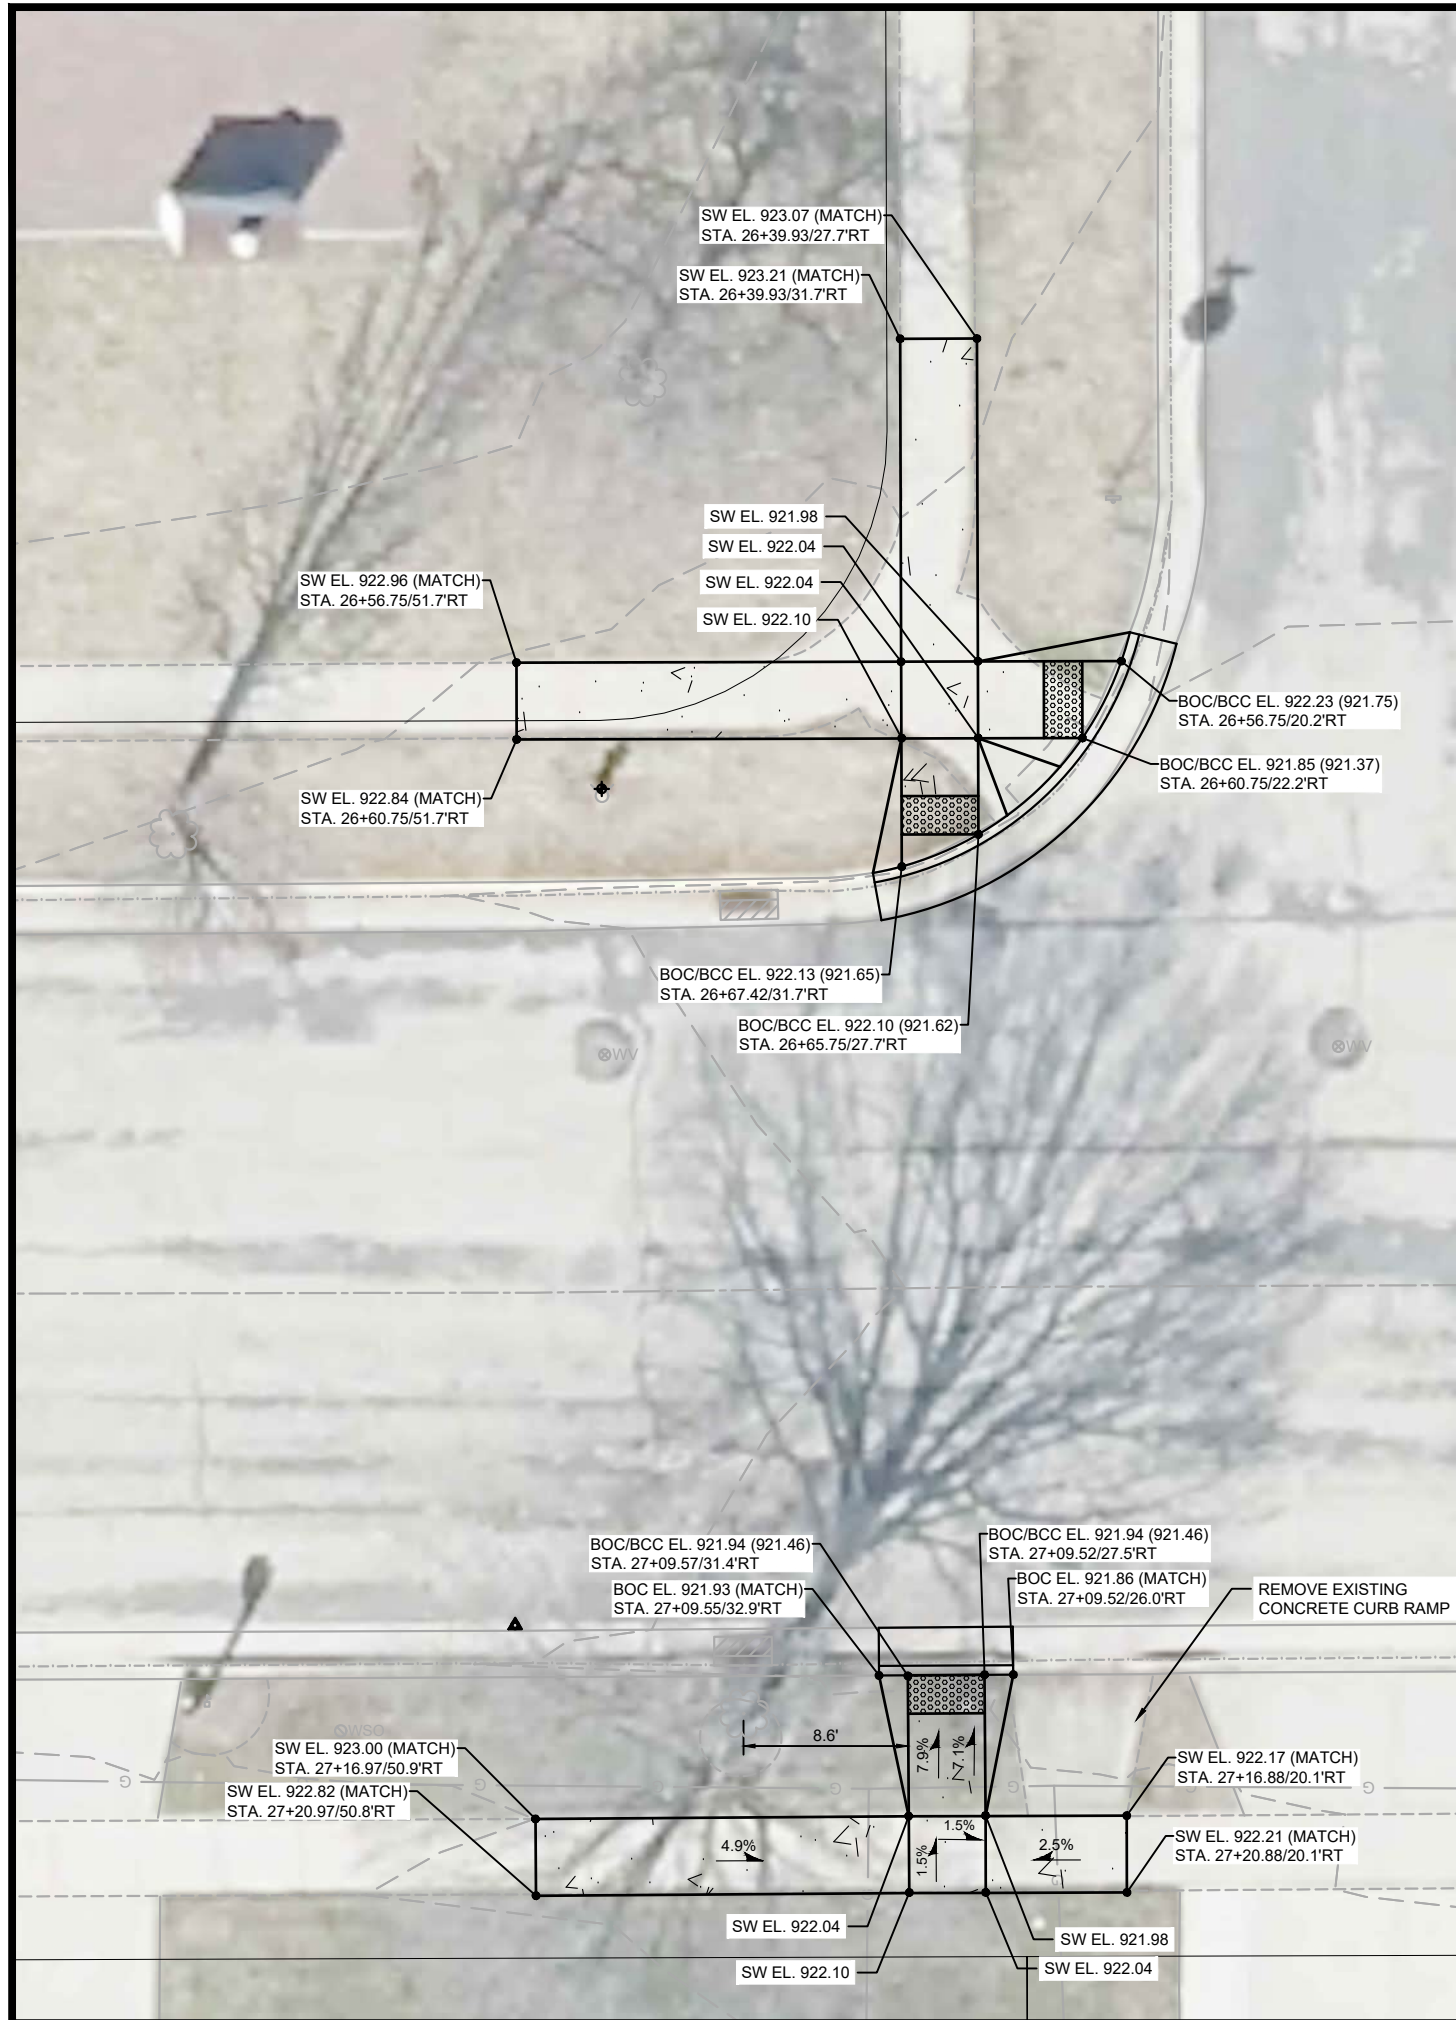 SW EL. 923.07 (MATCH)
STA. 26+39.93/27.7'RT
SW EL. 923.21 (MATCH)
STA. 26+39.93/31.7'RT
SW EL. 921.98
SW EL. 922.04
SW EL. 922.04
SW EL. 922.10
SW EL. 922.96 (MATCH)
STA. 26+56.75/51.7'RT
SW EL. 922.84 (MATCH)
STA. 26+60.75/51.7'RT
BOC/BCC EL. 922.23 (921.75)
STA. 26+56.75/20.2'RT
BOC/BCC EL. 921.85 (921.37)
STA. 26+60.75/22.2'RT
BOC/BCC EL. 922.13 (921.65)
STA. 26+67.42/31.7'RT
BOC/BCC EL. 922.10 (921.62)
STA. 26+65.75/27.7'RT
WV
WV
BOC/BCC EL. 921.94 (921.46)
STA. 27+09.57/31.4'RT
BOC EL. 921.93 (MATCH)
STA. 27+09.55/32.9'RT
BOC/BCC EL. 921.94 (921.46)
STA. 27+09.52/27.5'RT
BOC EL. 921.86 (MATCH)
STA. 27+09.52/26.0'RT
REMOVE EXISTING
CONCRETE CURB RAMP
WSO
8.6'
7.9%
7.1%
SW EL. 923.00 (MATCH)
STA. 27+16.97/50.9'RT
SW EL. 922.82 (MATCH)
STA. 27+20.97/50.8'RT
G
G
G
G
SW EL. 922.17 (MATCH)
STA. 27+16.88/20.1'RT
SW EL. 922.21 (MATCH)
STA. 27+20.88/20.1'RT
4.9%
1.5%
1.5%
2.5%
SW EL. 922.04
SW EL. 921.98
SW EL. 922.10
SW EL. 922.04